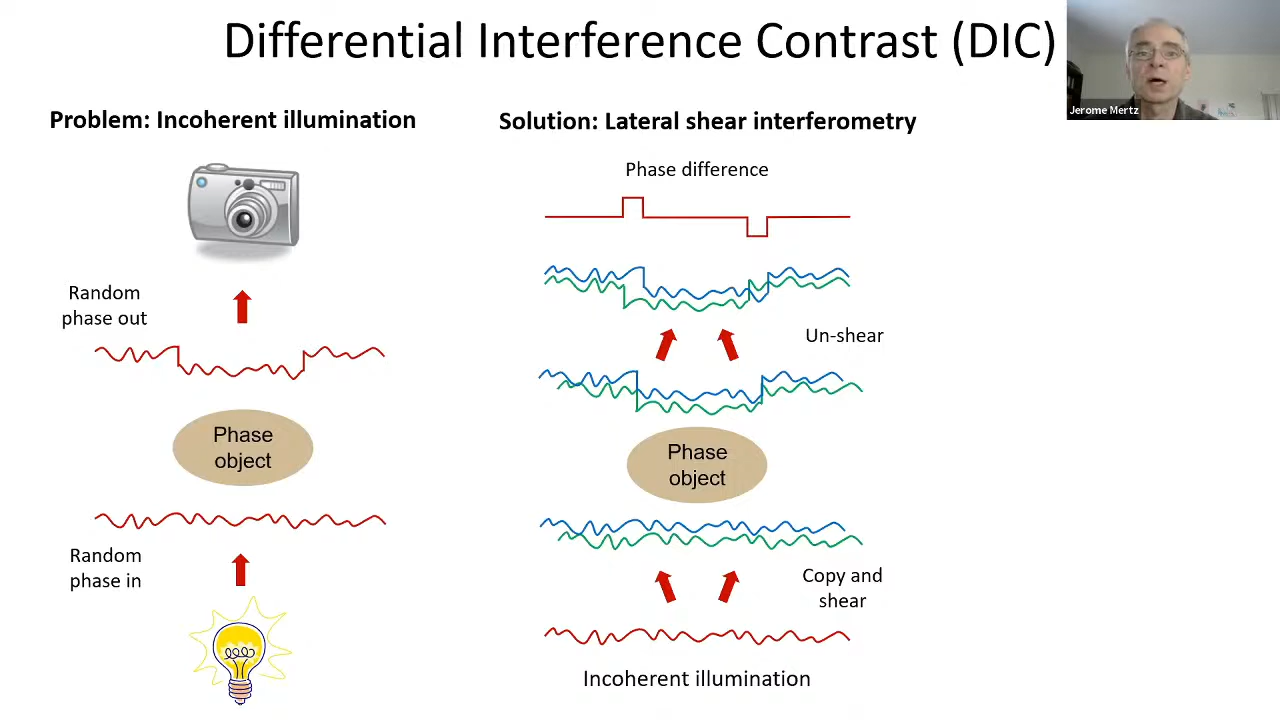 Differential Interference Contrast (DIC)
Jerome Mertz
Problem: Incoherent illumination
Random
phase out
Phase
object
Random
phase in
Solution: Lateral shear interferometry
Phase difference
Un-shear
Phase
object
Copy and
shear
Incoherent illumination